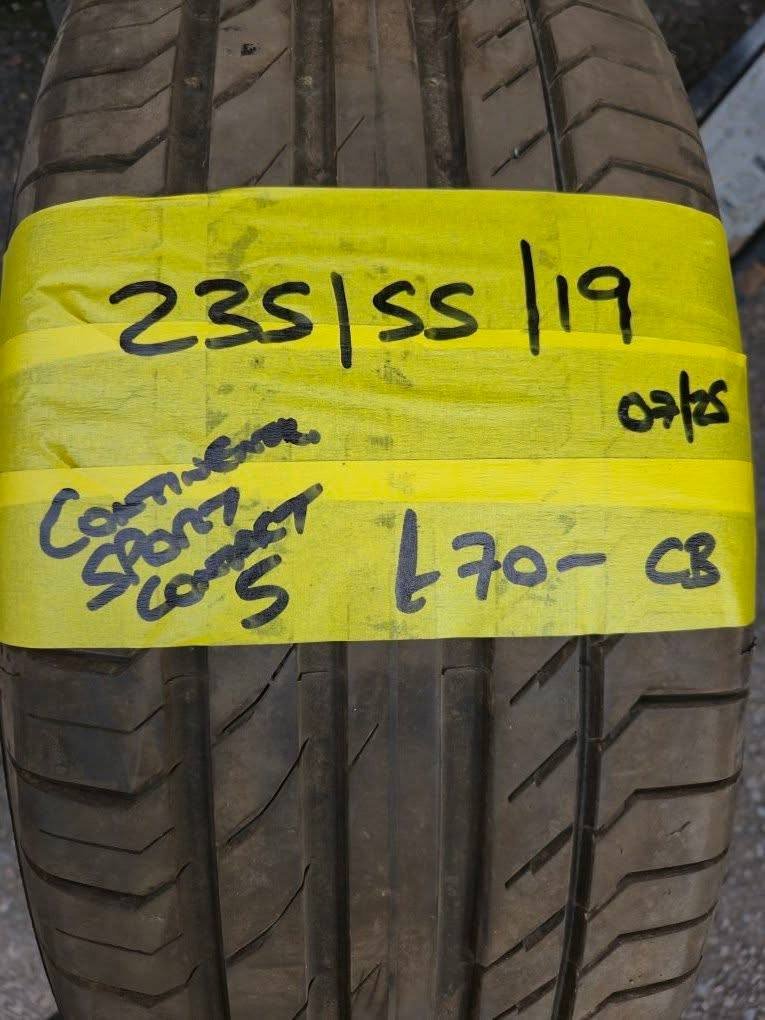 235/55/19
07/25
CONTINENTAL
SPORT
CONTACT
5
£70-
CB